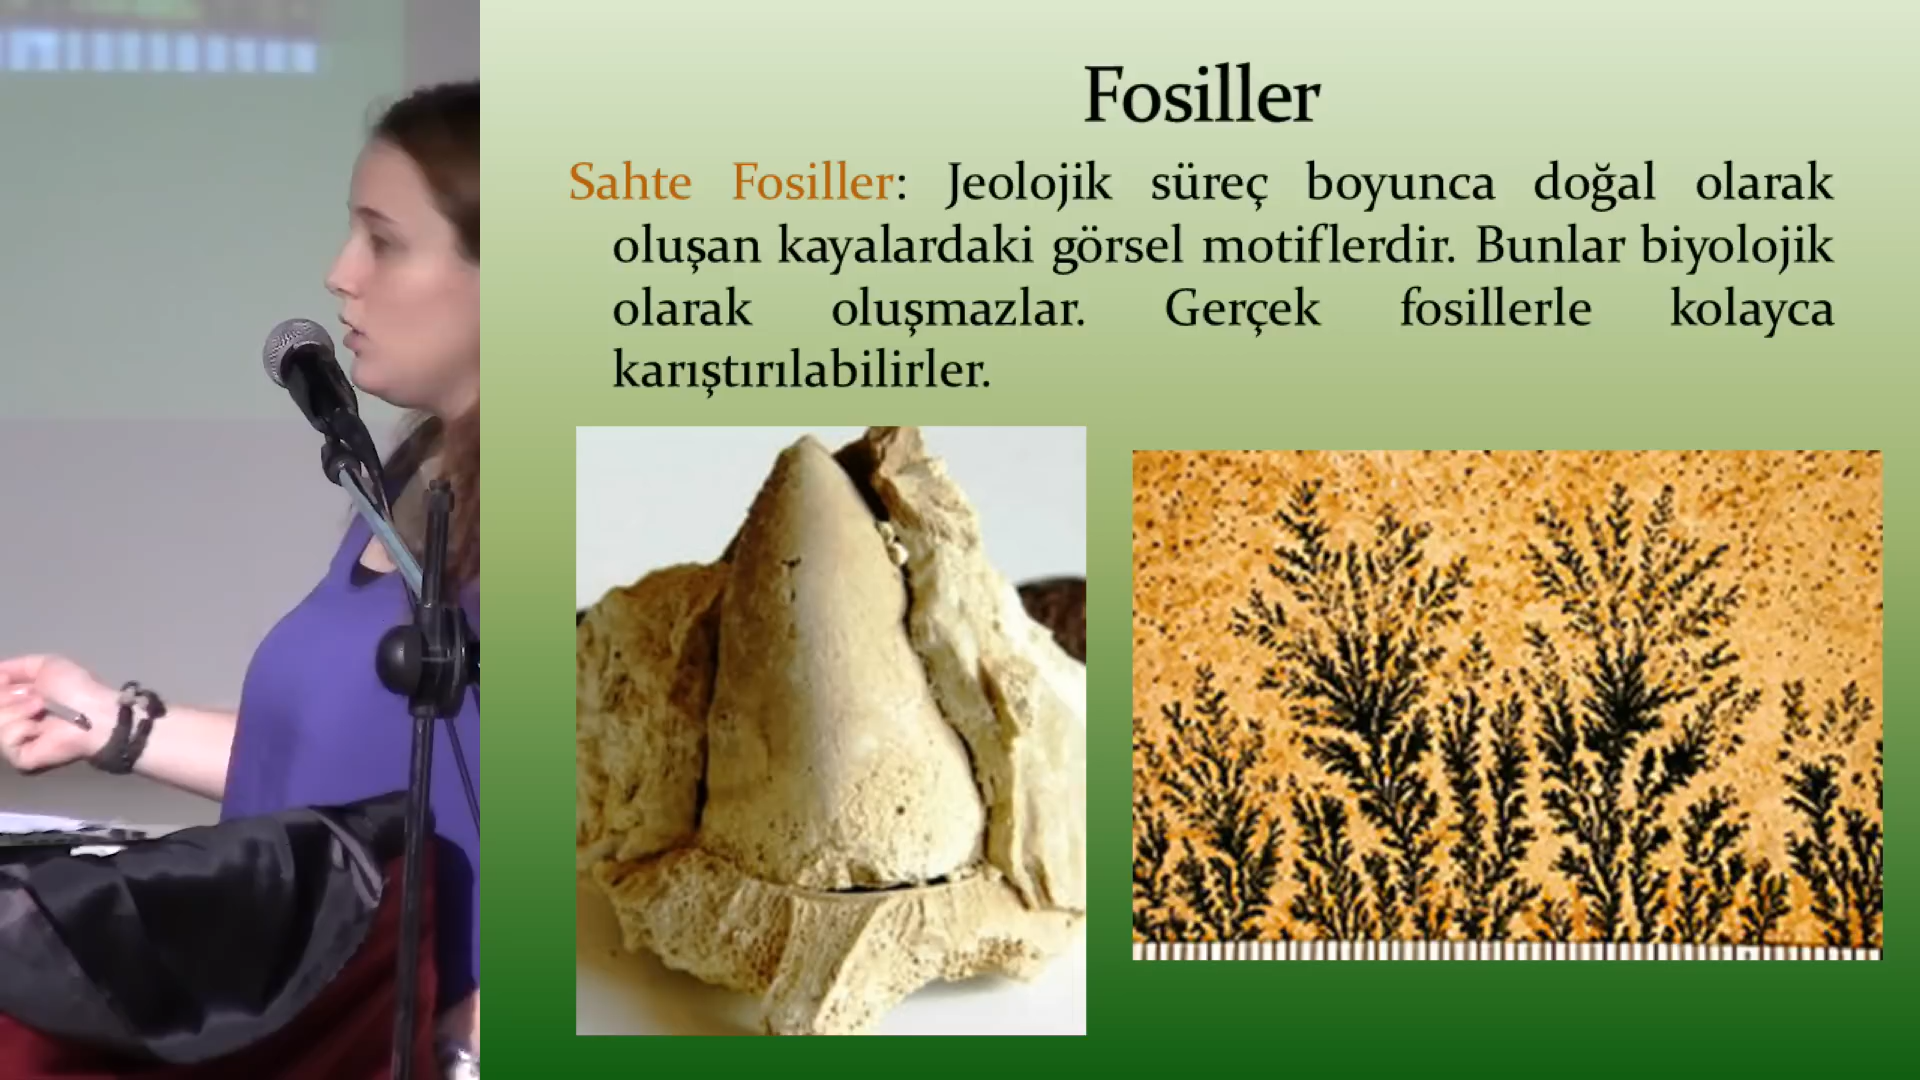 Fosiller
Sahte Fosiller: Jeolojik süreç boyunca doğal olarak
oluşan kayalardaki görsel motiflerdir. Bunlar biyolojik
olarak oluşmazlar. Gerçek fosillerle kolayca
karıştırılabilirler.